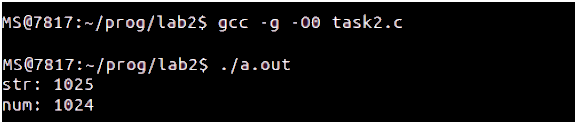 MS@7817:~/prog/lab2$ gcc -g -O0 task2.c
MS@7817:~/prog/lab2$ ./a.out
str: 1025
num: 1024